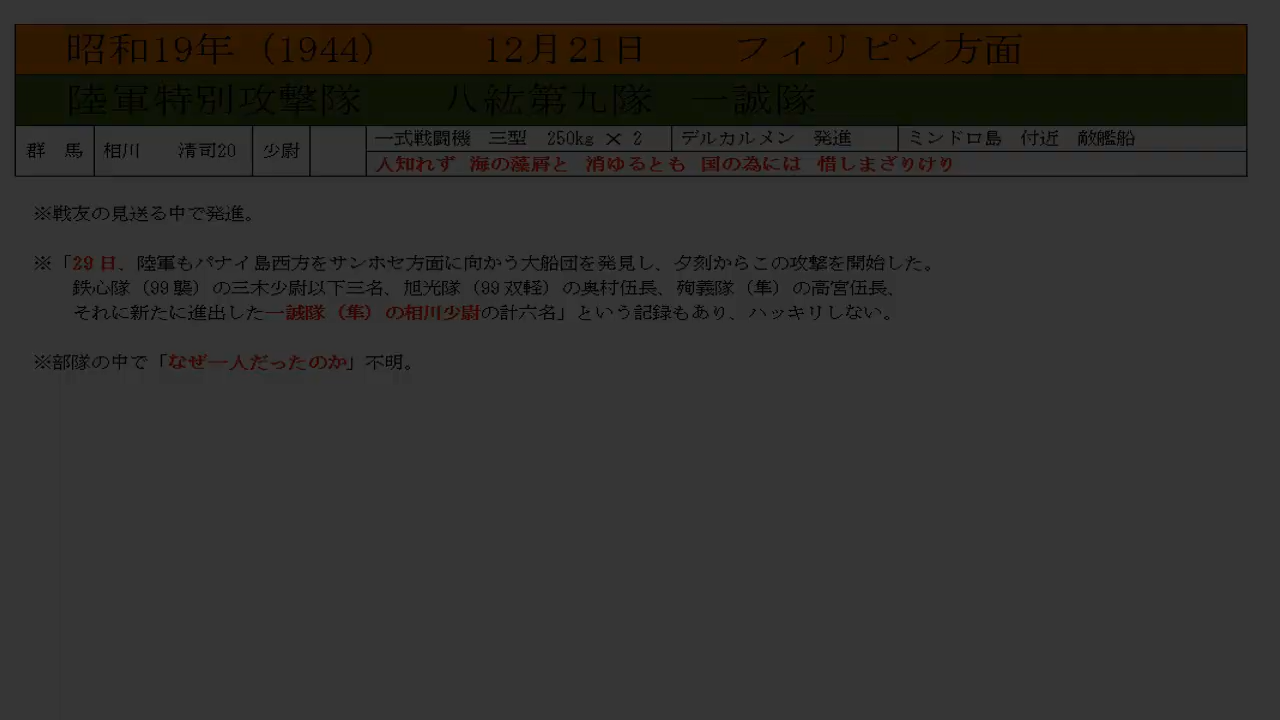 昭和19年（1944）　12月21日　フィリピン方面
陸軍特別攻撃隊　八紘第九隊　一誠隊
群　馬　相川　清司20　少尉　一式戦闘機　三型　250kg × 2　デルカルメン　発進　ミンドロ島　付近　敵艦船
人知れず　海の藻屑と　消ゆるとも　国の為には　惜しまざりけり
※戦友の見送る中で発進。
※「29日、陸軍もパナイ島西方をサンホセ方面に向かう大船団を発見し、夕刻からこの攻撃を開始した。
鉄心隊（99襲）の三木少尉以下三名、旭光隊（99双軽）の奥村伍長、殉義隊（隼）の高宮伍長、
それに新たに進出した一誠隊（隼）の相川少尉の計六名」という記録もあり、ハッキリしない。
※部隊の中で「なぜ一人だったのか」不明。